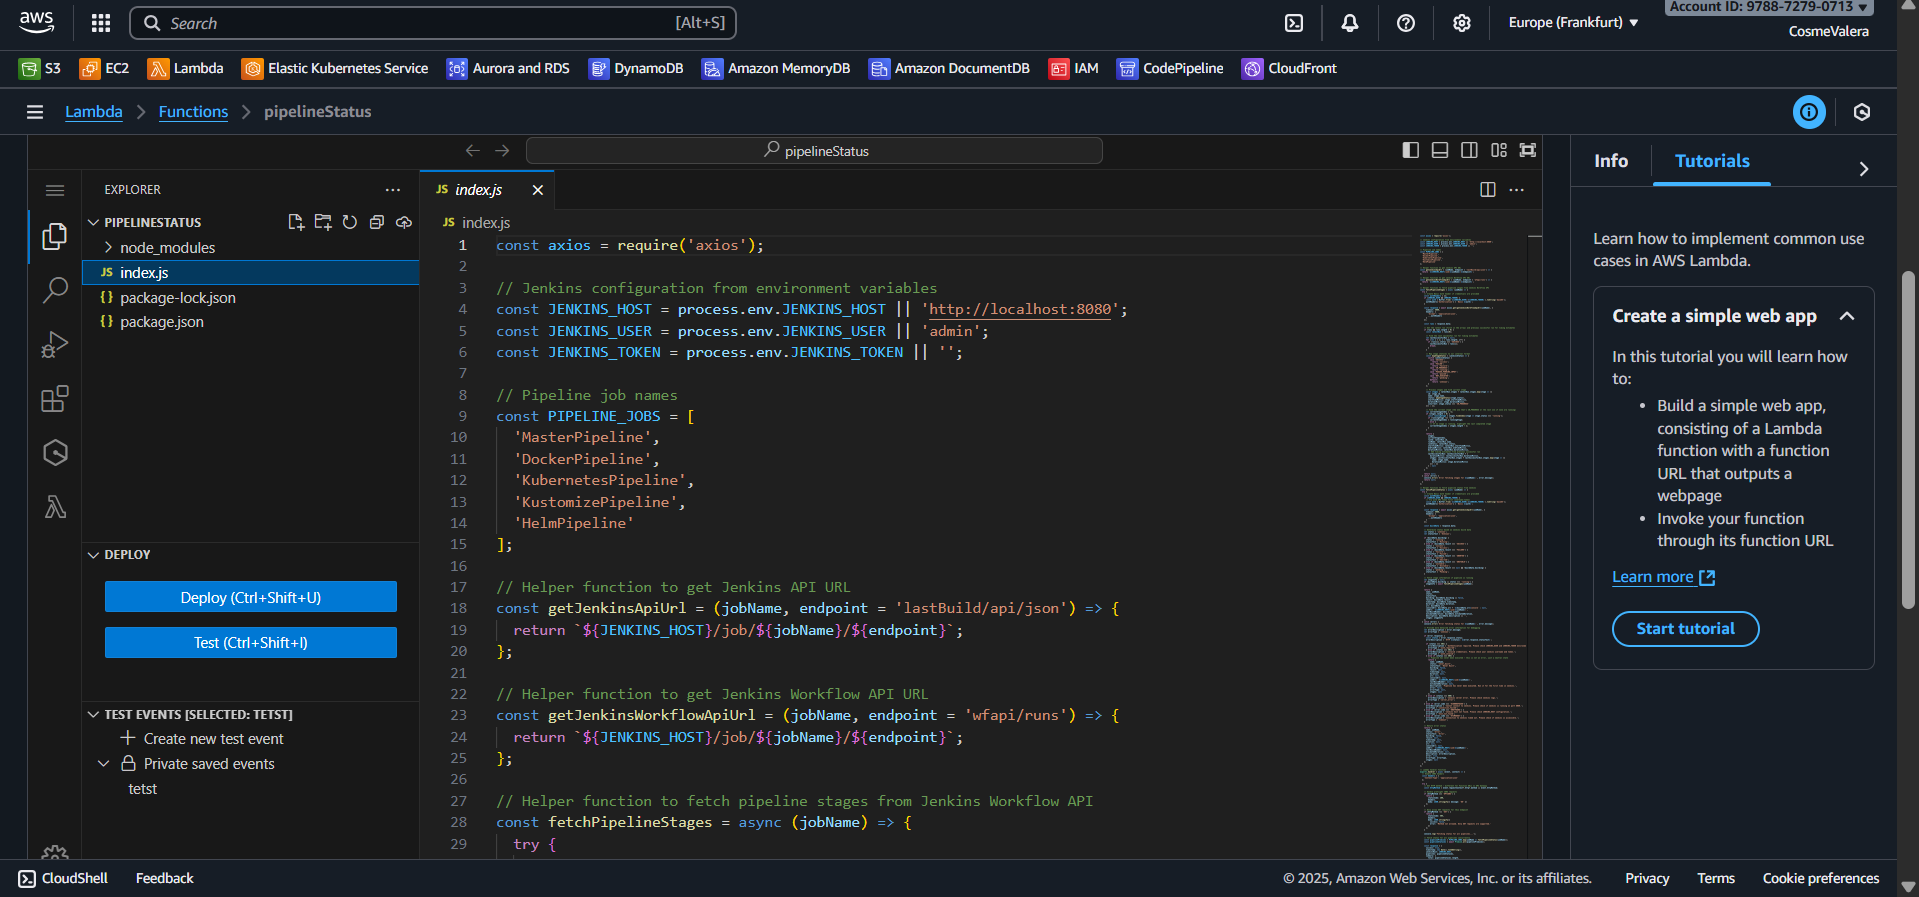 aws
Search [Alt+S]
Europe (Frankfurt)
Account ID: 9788-7279-0713
CosmeValera
S3 EC2 Lambda Elastic Kubernetes Service Aurora and RDS DynamoDB Amazon MemoryDB Amazon DocumentDB IAM CodePipeline CloudFront
Lambda Functions pipelineStatus
pipelineStatus
EXPLORER
PIPELINESTATUS
node_modules
JS index.js
{} package-lock.json
{} package.json
DEPLOY
Deploy (Ctrl+Shift+U)
Test (Ctrl+Shift+I)
TEST EVENTS [SELECTED: TETST]
Create new test event
Private saved events
tetst
JS index.js
JS index.js
1 const axios = require('axios');
2
3 // Jenkins configuration from environment variables
4 const JENKINS_HOST = process.env.JENKINS_HOST || 'http://localhost:8080';
5 const JENKINS_USER = process.env.JENKINS_USER || 'admin';
6 const JENKINS_TOKEN = process.env.JENKINS_TOKEN || '';
7
8 // Pipeline job names
9 const PIPELINE_JOBS = [
10 'MasterPipeline',
11 'DockerPipeline',
12 'KubernetesPipeline',
13 'KustomizePipeline',
14 'HelmPipeline'
15 ];
16
17 // Helper function to get Jenkins API URL
18 const getJenkinsApiUrl = (jobName, endpoint = 'lastBuild/api/json') => {
19 return `${JENKINS_HOST}/job/${jobName}/${endpoint}`;
20 };
21
22 // Helper function to get Jenkins Workflow API URL
23 const getJenkinsWorkflowApiUrl = (jobName, endpoint = 'wfapi/runs') => {
24 return `${JENKINS_HOST}/job/${jobName}/${endpoint}`;
25 };
26
27 // Helper function to fetch pipeline stages from Jenkins Workflow API
28 const fetchPipelineStages = async (jobName) => {
29 try {
Info Tutorials
Learn how to implement common use
cases in AWS Lambda.
Create a simple web app
In this tutorial you will learn how
to:
• Build a simple web app,
consisting of a Lambda
function with a function
URL that outputs a
webpage
• Invoke your function
through its function URL
Learn more
Start tutorial
CloudShell Feedback
© 2025, Amazon Web Services, Inc. or its affiliates. Privacy Terms Cookie preferences